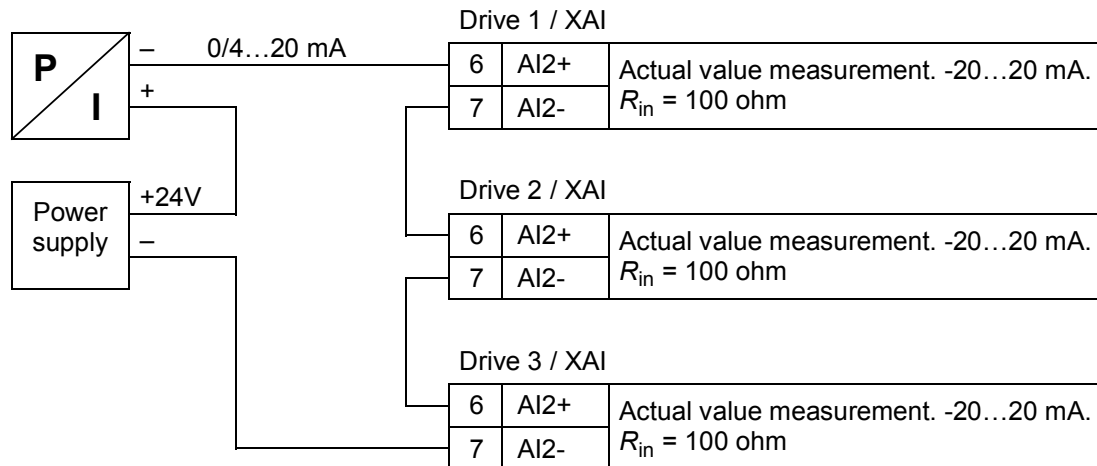 Drive 1 / XAI
P
I
–
0/4…20 mA
+
6 AI2+
7 AI2-
Actual value measurement. -20…20 mA.
Rin = 100 ohm
Power
supply
+24V
–
Drive 2 / XAI
6 AI2+
7 AI2-
Actual value measurement. -20…20 mA.
Rin = 100 ohm
Drive 3 / XAI
6 AI2+
7 AI2-
Actual value measurement. -20…20 mA.
Rin = 100 ohm